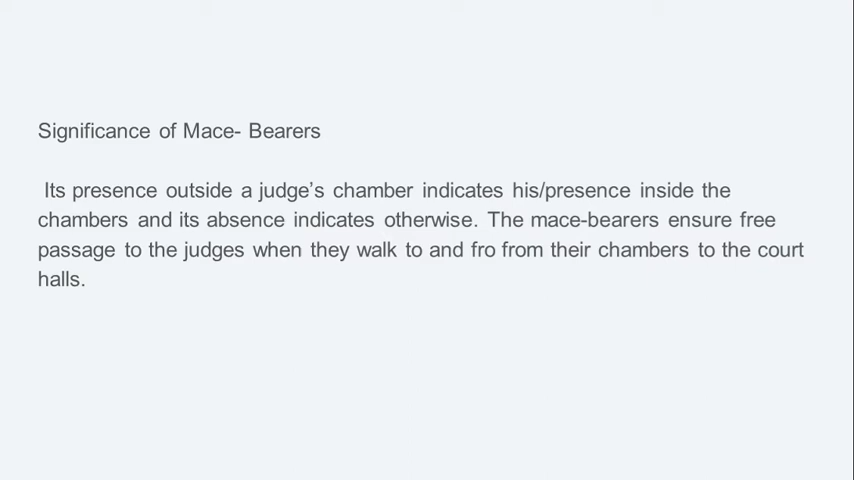 Significance of Mace- Bearers
Its presence outside a judge’s chamber indicates his/presence inside the
chambers and its absence indicates otherwise. The mace-bearers ensure free
passage to the judges when they walk to and fro from their chambers to the court
halls.